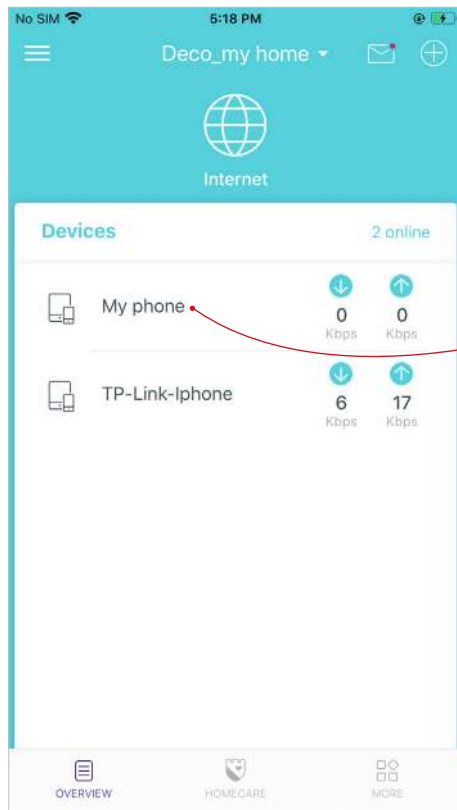 No SIM 5:18 PM
Deco_my home
Internet
Devices 2 online
My phone 0 0
Kbps Kbps
TP-Link-Iphone 6 17
Kbps Kbps
OVERVIEW HOMECARE MORE